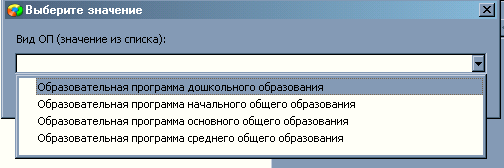 Выберите значение
Вид ОП (значение из списка):
Образовательная программа дошкольного образования
Образовательная программа начального общего образования
Образовательная программа основного общего образования
Образовательная программа среднего общего образования